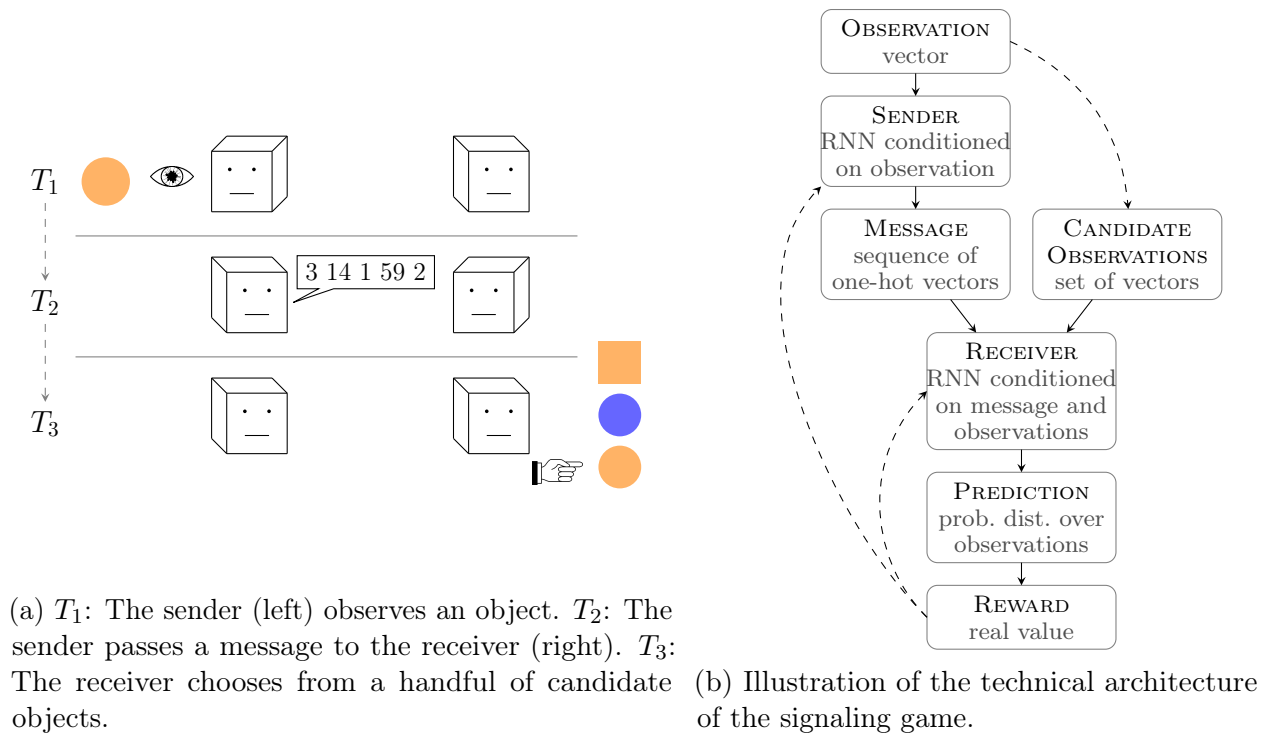 T₁
3 14 1 59 2
T₂
T₃
(a) T₁: The sender (left) observes an object. T₂: The
sender passes a message to the receiver (right). T₃:
The receiver chooses from a handful of candidate
objects.
OBSERVATION
vector
SENDER
RNN conditioned
on observation
MESSAGE
sequence of
one-hot vectors
CANDIDATE
OBSERVATIONS
set of vectors
RECEIVER
RNN conditioned
on message and
observations
PREDICTION
prob. dist. over
observations
REWARD
real value
(b) Illustration of the technical architecture
of the signaling game.